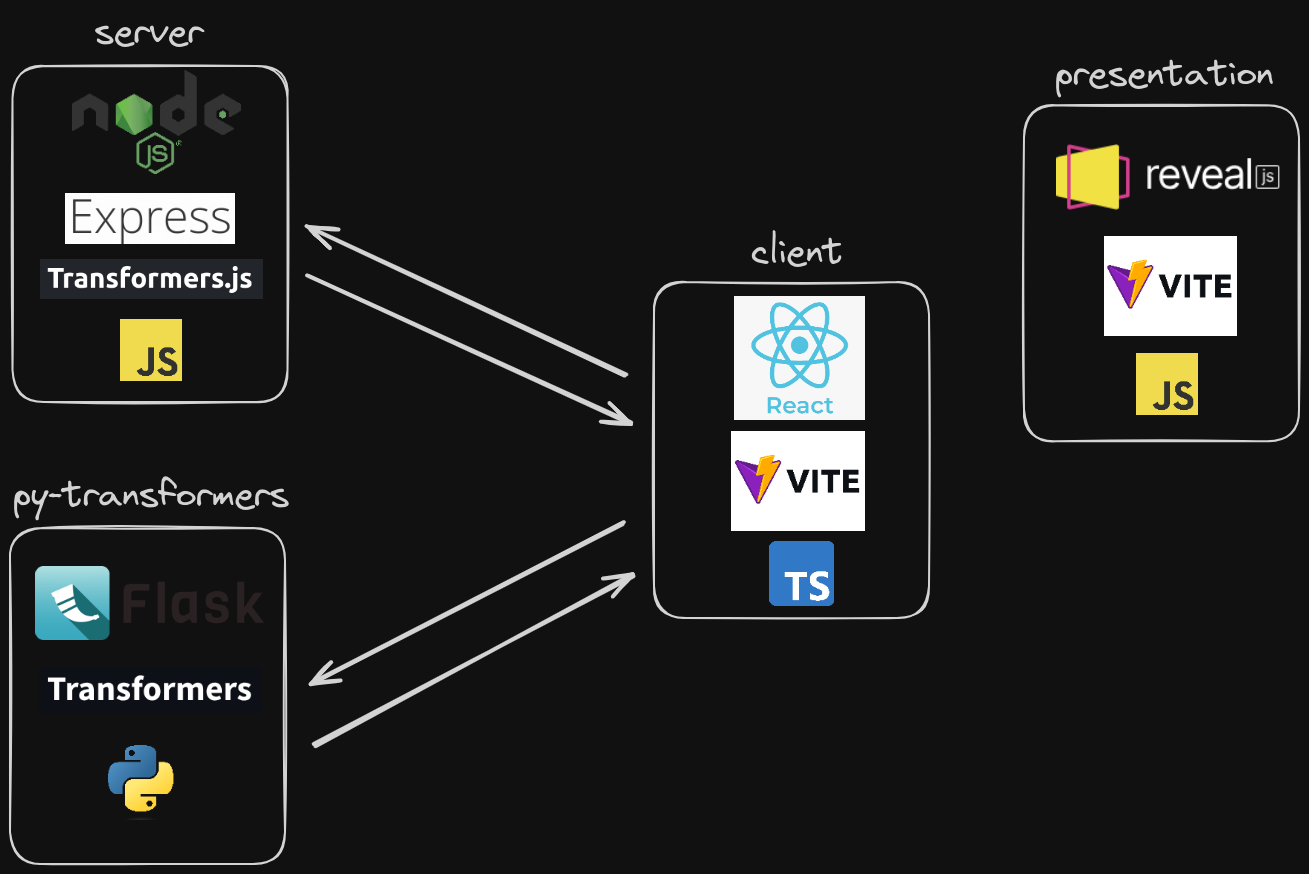 server
node
JS
Express
Transformers.js
JS
py-transformers
Flask
Transformers
client
React
VITE
TS
presentation
reveal js
VITE
JS